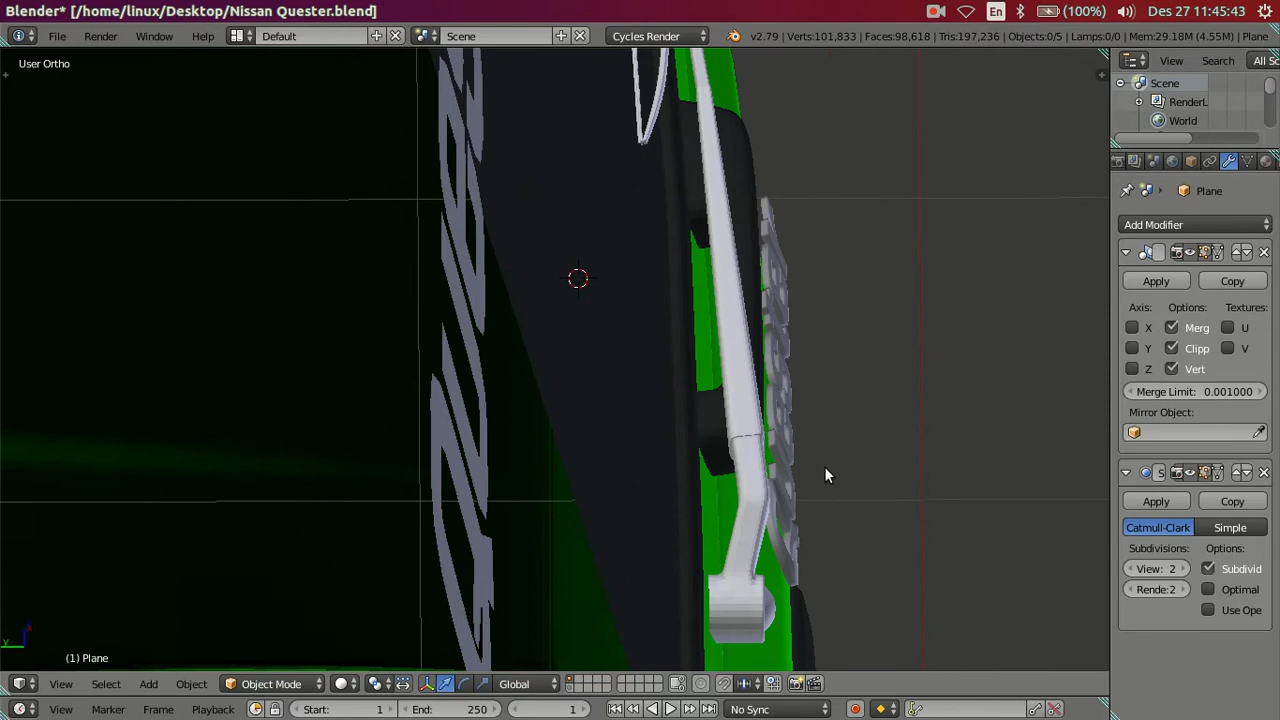 Blender* [/home/linux/Desktop/Nissan Quester.blend]
En (100%) Des 27 11:45:43
File Render Window Help Default Scene Cycles Render v2.79 | Verts:101,833 | Faces:98,618 | Tris:197,236 | Objects:0/5 | Lamps:0/0 | Mem:29.18M (4.55M) | Plane
User Ortho
View Search All Sc
Scene
RenderL
World
Plane
Add Modifier
Apply Copy
Axis: Options: Textures:
X Merg U
Y Clipp V
Z Vert
Merge Limit: 0.001000
Mirror Object:
S
Apply Copy
Catmull-Clark Simple
Subdivisions: Options:
View: 2 Subdivid
Rende: 2 Optimal
Use Ope
y x
(1) Plane
View Select Add Object Object Mode Global
View Marker Frame Playback Start: 1 End: 250 1 No Sync